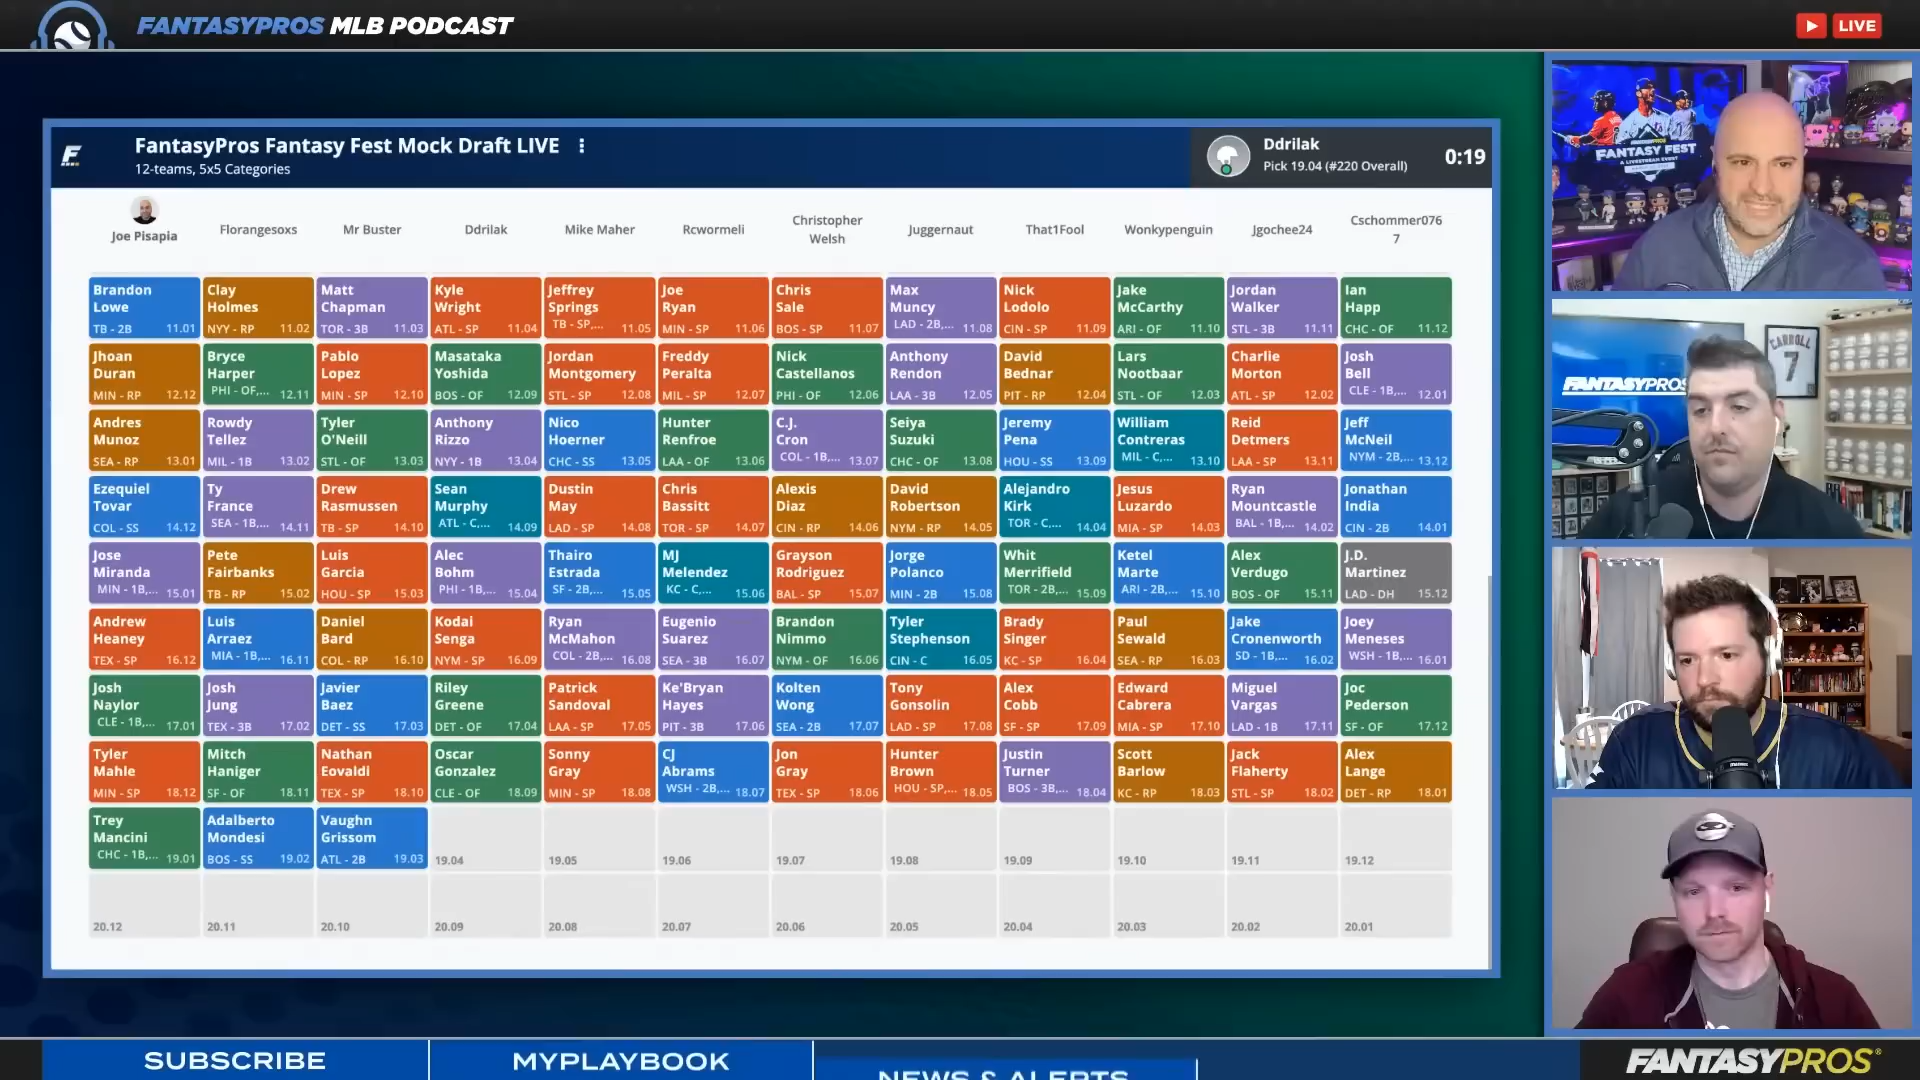 FANTASYPROS MLB PODCAST
LIVE
FantasyPros Fantasy Fest Mock Draft LIVE
12-teams, 5x5 Categories
Ddrilak
Pick 19.04 (#220 Overall)
0:19
Joe Pisapia
Florangesoxs
Mr Buster
Ddrilak
Mike Maher
Rcwormeli
Christopher
Welsh
Juggernaut
That1Fool
Wonkypenguin
Jgochee24
Cschommer076
7
Brandon
Lowe
TB - 2B 11.01
Clay
Holmes
NYY - RP 11.02
Matt
Chapman
TOR - 3B 11.03
Kyle
Wright
ATL - SP 11.04
Jeffrey
Springs
TB - SP,... 11.05
Joe
Ryan
MIN - SP 11.06
Chris
Sale
BOS - SP 11.07
Max
Muncy
LAD - 2B,... 11.08
Nick
Lodolo
CIN - SP 11.09
Jake
McCarthy
ARI - OF 11.10
Jordan
Walker
STL - 3B 11.11
Ian
Happ
CHC - OF 11.12
Jhoan
Duran
MIN - RP 12.12
Bryce
Harper
PHI - OF,... 12.11
Pablo
Lopez
MIN - SP 12.10
Masataka
Yoshida
BOS - OF 12.09
Jordan
Montgomery
STL - SP 12.08
Freddy
Peralta
MIL - SP 12.07
Nick
Castellanos
PHI - OF 12.06
Anthony
Rendon
LAA - 3B 12.05
David
Bednar
PIT - RP 12.04
Lars
Nootbaar
STL - OF 12.03
Charlie
Morton
ATL - SP 12.02
Josh
Bell
CLE - 1B,... 12.01
Andres
Munoz
SEA - RP 13.01
Rowdy
Tellez
MIL - 1B 13.02
Tyler
O'Neill
STL - OF 13.03
Anthony
Rizzo
NYY - 1B 13.04
Nico
Hoerner
CHC - SS 13.05
Hunter
Renfroe
LAA - OF 13.06
C.J.
Cron
COL - 1B,... 13.07
Seiya
Suzuki
CHC - OF 13.08
Jeremy
Pena
HOU - SS 13.09
William
Contreras
MIL - C,... 13.10
Reid
Detmers
LAA - SP 13.11
Jeff
McNeil
NYM - 2B,... 13.12
Ezequiel
Tovar
COL - SS 14.12
Ty
France
SEA - 1B,... 14.11
Drew
Rasmussen
TB - SP 14.10
Sean
Murphy
ATL - C,... 14.09
Dustin
May
LAD - SP 14.08
Chris
Bassitt
TOR - SP 14.07
Alexis
Diaz
CIN - RP 14.06
David
Robertson
NYM - RP 14.05
Alejandro
Kirk
TOR - C,... 14.04
Jesus
Luzardo
MIA - SP 14.03
Ryan
Mountcastle
BAL - 1B,... 14.02
Jonathan
India
CIN - 2B 14.01
Jose
Miranda
MIN - 1B,... 15.01
Pete
Fairbanks
TB - RP 15.02
Luis
Garcia
HOU - SP 15.03
Alec
Bohm
PHI - 1B,... 15.04
Thairo
Estrada
SF - 2B,... 15.05
MJ
Melendez
KC - C,... 15.06
Grayson
Rodriguez
BAL - SP 15.07
Jorge
Polanco
MIN - 2B 15.08
Whit
Merrifield
TOR - 2B,... 15.09
Ketel
Marte
ARI - 2B,... 15.10
Alex
Verdugo
BOS - OF 15.11
J.D.
Martinez
LAD - DH 15.12
Andrew
Heaney
TEX - SP 16.12
Luis
Arraez
MIA - 1B,... 16.11
Daniel
Bard
COL - RP 16.10
Kodai
Senga
NYM - SP 16.09
Ryan
McMahon
COL - 2B,... 16.08
Eugenio
Suarez
SEA - 3B 16.07
Brandon
Nimmo
NYM - OF 16.06
Tyler
Stephenson
CIN - C 16.05
Brady
Singer
KC - SP 16.04
Paul
Sewald
SEA - RP 16.03
Jake
Cronenworth
SD - 1B,... 16.02
Joey
Meneses
WSH - 1B,... 16.01
Josh
Naylor
CLE - 1B,... 17.01
Josh
Jung
TEX - 3B 17.02
Javier
Baez
DET - SS 17.03
Riley
Greene
DET - OF 17.04
Patrick
Sandoval
LAA - SP 17.05
Ke'Bryan
Hayes
PIT - 3B 17.06
Kolten
Wong
SEA - 2B 17.07
Tony
Gonsolin
LAD - SP 17.08
Alex
Cobb
SF - SP 17.09
Edward
Cabrera
MIA - SP 17.10
Miguel
Vargas
LAD - 1B 17.11
Joc
Pederson
SF - OF 17.12
Tyler
Mahle
MIN - SP 18.12
Mitch
Haniger
SF - OF 18.11
Nathan
Eovaldi
TEX - SP 18.10
Oscar
Gonzalez
CLE - OF 18.09
Sonny
Gray
MIN - SP 18.08
CJ
Abrams
WSH - 2B,... 18.07
Jon
Gray
TEX - SP 18.06
Hunter
Brown
HOU - SP,... 18.05
Justin
Turner
BOS - 3B,... 18.04
Scott
Barlow
KC - RP 18.03
Jack
Flaherty
STL - SP 18.02
Alex
Lange
DET - RP 18.01
Trey
Mancini
CHC - 1B,... 19.01
Adalberto
Mondesi
BOS - SS 19.02
Vaughn
Grissom
ATL - 2B 19.03
19.04
19.05
19.06
19.07
19.08
19.09
19.10
19.11
19.12
20.12
20.11
20.10
20.09
20.08
20.07
20.06
20.05
20.04
20.03
20.02
20.01
FANTASY FEST
A LIVESTREAM EVENT
FANTASYPROS
CARROLL
7
SUBSCRIBE
MYPLAYBOOK
NEWS & ALERTS
FANTASYPROS